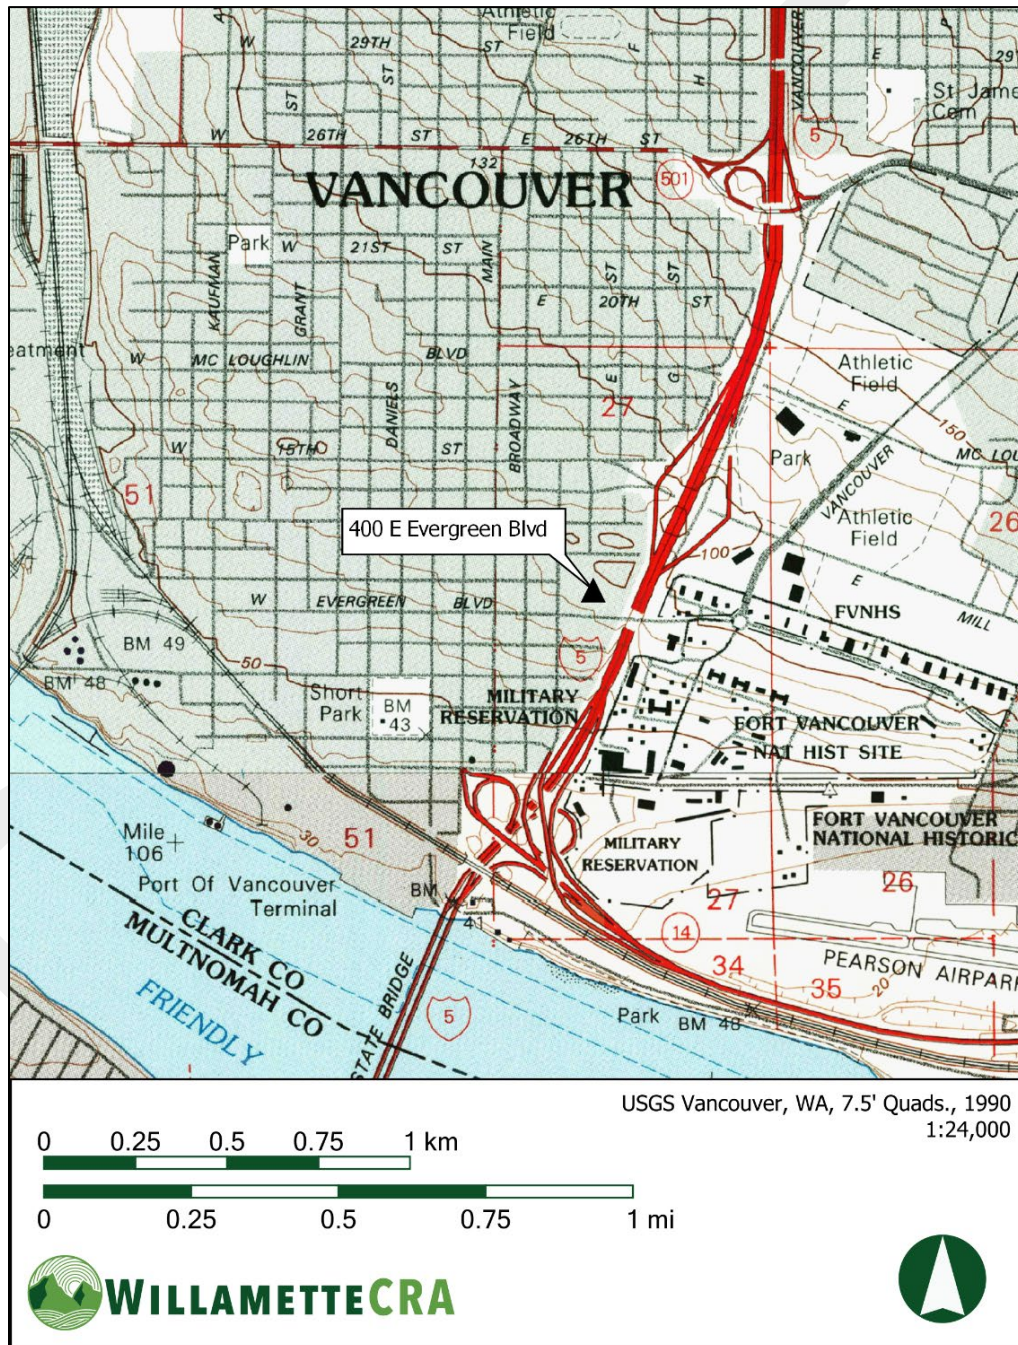 Athletic
Field
29TH
ST
W
ST
ST
F
H
VANCOUVER
E
P
St Jame
Cem
5
W
26TH
ST
E
26TH
ST
132
501
VANCOUVER
Park
W
21ST
ST
MAIN
ST
ST
KAUFMAN
GRANT
E
20TH
ST
eatment
W
MC LOUGHLIN
BLVD
DANIELS
BROADWAY
E
G
27
Athletic
Field
E
150
MC LOU
W
15TH
ST
Park
VANCOUVER
51
Athletic
Field
26
400 E Evergreen Blvd
100
E
MILL
FVNHS
W
EVERGREEN
BLVD
BM 49
50
5
BM 48
Short
Park
BM
43
MILITARY
RESERVATION
FORT VANCOUVER
NAT HIST SITE
FORT VANCOUVER
NATIONAL HISTORIC
Mile
106
30
51
MILITARY
RESERVATION
Port Of Vancouver
Terminal
BM
41
27
26
14
34
35
PEARSON AIRPAR
20
CLARK CO
MULTNOMAH CO
FRIENDLY
STATE BRIDGE
5
Park
BM 48
USGS Vancouver, WA, 7.5' Quads., 1990
1:24,000
0 0.25 0.5 0.75 1 km
0 0.25 0.5 0.75 1 mi
WILLAMETTECRA